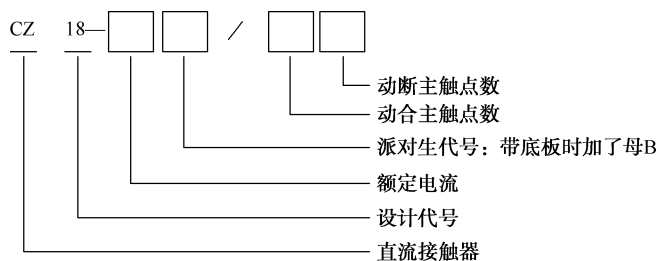 CZ 18— /
动断主触点数
动合主触点数
派对生代号：带底板时加了母B
额定电流
设计代号
直流接触器